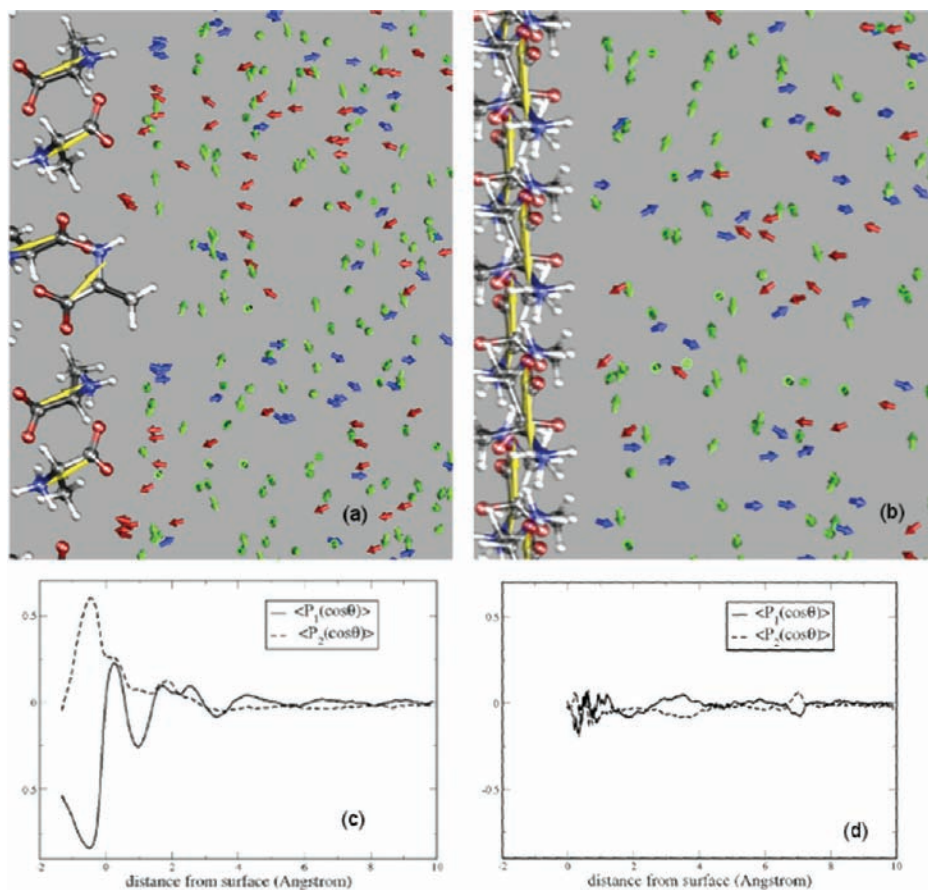 (a)
(b)
0.5
0
0.5
<P1(cosθ)>
<P2(cosθ)>
(c)
-2 0 2 4 6 8 10
distance from surface (Angstrom)
0.5
0
-0.5
<P1(cosθ)>
<P2(cosθ)>
(d)
-2 0 2 4 6 8 10
distance from surface (Angstrom)